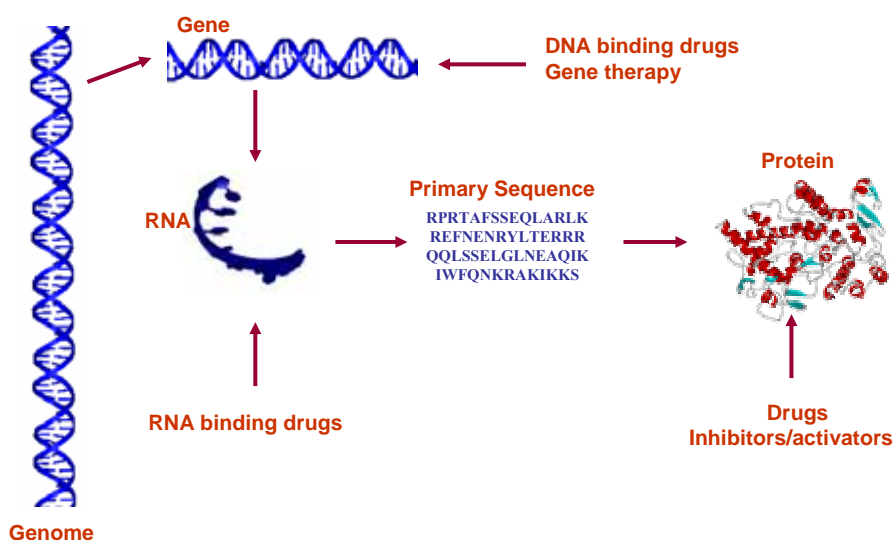 Gene
DNA binding drugs
Gene therapy
Protein
Primary Sequence
RNA
RPRTAFSSEQLARLK
REFNENRYLTERRR
QQLSSELGLNEAQIK
IWFQNKRAKIKKS
RNA binding drugs
Drugs
Inhibitors/activators
Genome